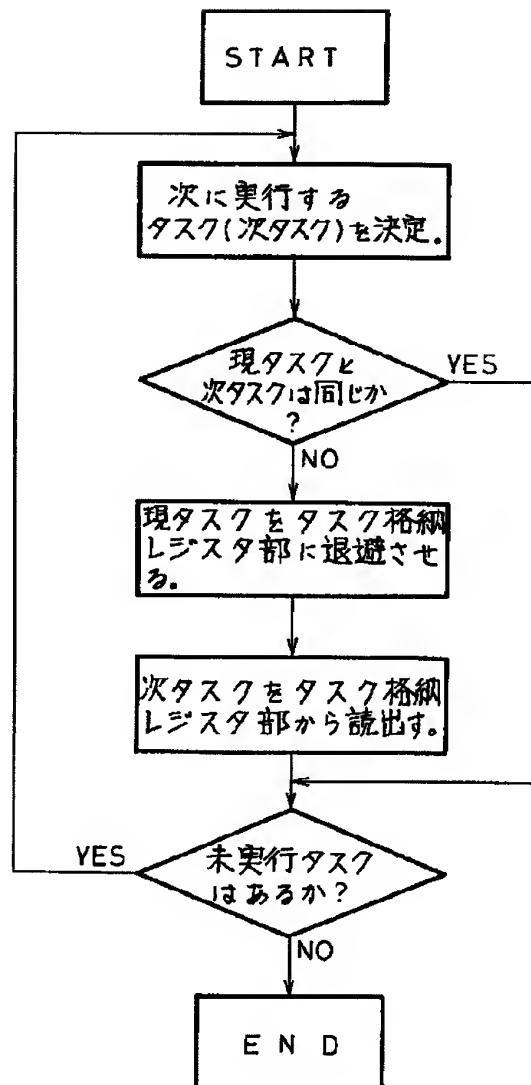 START
次に実行する
タスク(次タスク)を決定.
現タスクと
次タスクは同じか
?
YES
NO
現タスクをタスク格納
レジスタ部に退避させ
る.
次タスクをタスク格納
レジスタ部から読出す.
YES
未実行タスク
はあるか?
NO
END